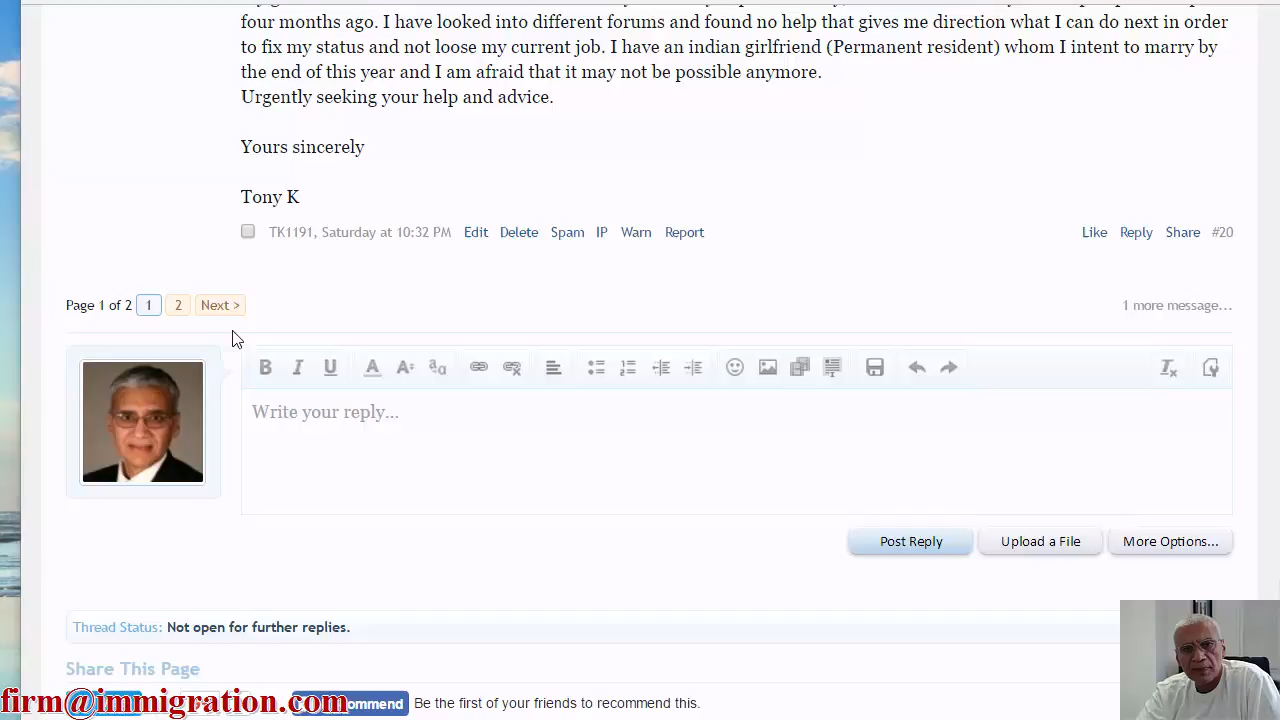 four months ago. I have looked into different forums and found no help that gives me direction what I can do next in order
to fix my status and not loose my current job. I have an indian girlfriend (Permanent resident) whom I intent to marry by
the end of this year and I am afraid that it may not be possible anymore.
Urgently seeking your help and advice.
Yours sincerely
Tony K
TK1191, Saturday at 10:32 PM Edit Delete Spam IP Warn Report Like Reply Share #20
Page 1 of 2 1 2 Next > 1 more message...
B I U A A aA
Write your reply...
Post Reply Upload a File More Options...
Thread Status: Not open for further replies.
Share This Page
Be the first of your friends to recommend this.
firm@immigration.com